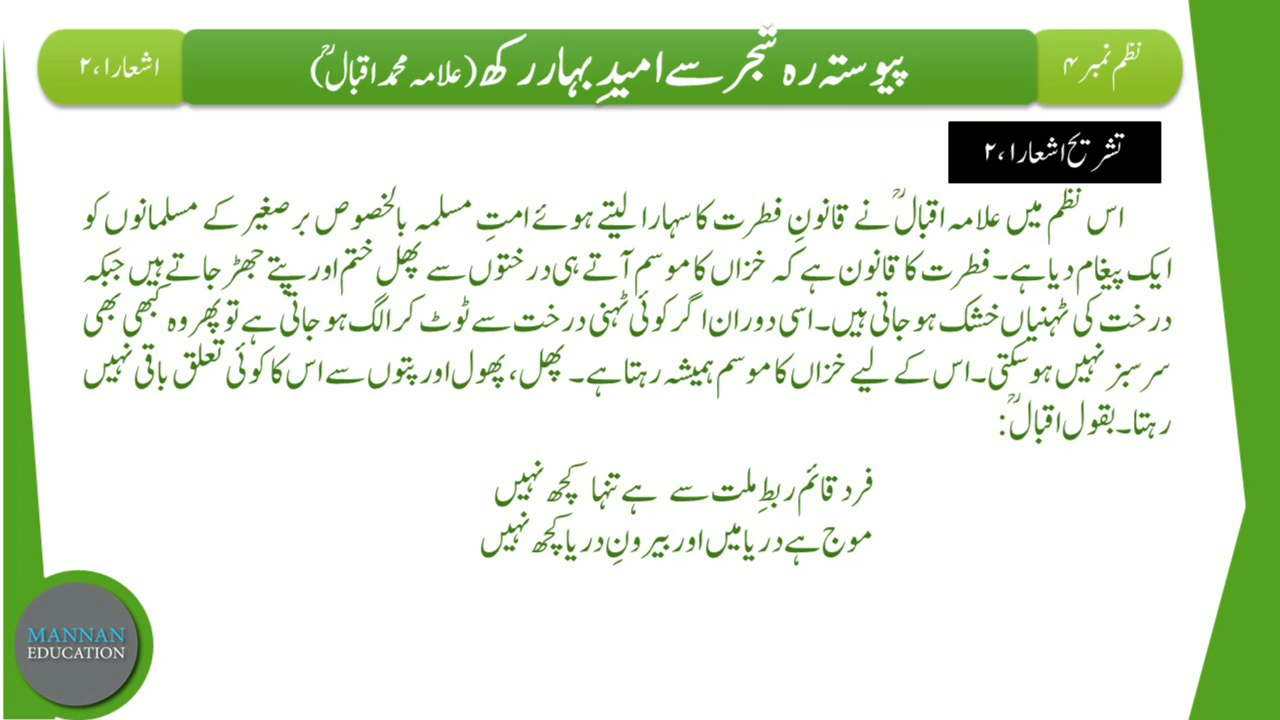 نظم نمبر ۴
پیوستہ رہ شجر سے امیدِ بہار رکھ (علامہ محمد اقبالؒ)
اشعار ۱، ۲
تشریح اشعار ۱، ۲
اس نظم میں علامہ اقبالؒ نے قانونِ فطرت کا سہارا لیتے ہوئے امتِ مسلمہ بالخصوص برصغیر کے مسلمانوں کو
ایک پیغام دیا ہے۔ فطرت کا قانون ہے کہ خزاں کا موسم آتے ہی درختوں سے پھل ختم اور پتے جھڑ جاتے ہیں جبکہ
درخت کی ٹہنیاں خشک ہو جاتی ہیں۔ اسی دوران اگر کوئی ٹہنی درخت سے ٹوٹ کر الگ ہو جاتی ہے تو پھر وہ کبھی بھی
سرسبز نہیں ہو سکتی۔ اس کے لیے خزاں کا موسم ہمیشہ رہتا ہے۔ پھل، پھول اور پتوں سے اس کا کوئی تعلق باقی نہیں
رہتا۔ بقول اقبالؒ:
فرد قائم ربطِ ملت سے ہے تنہا کچھ نہیں
موج ہے دریا میں اور بیرونِ دریا کچھ نہیں
MANNAN
EDUCATION